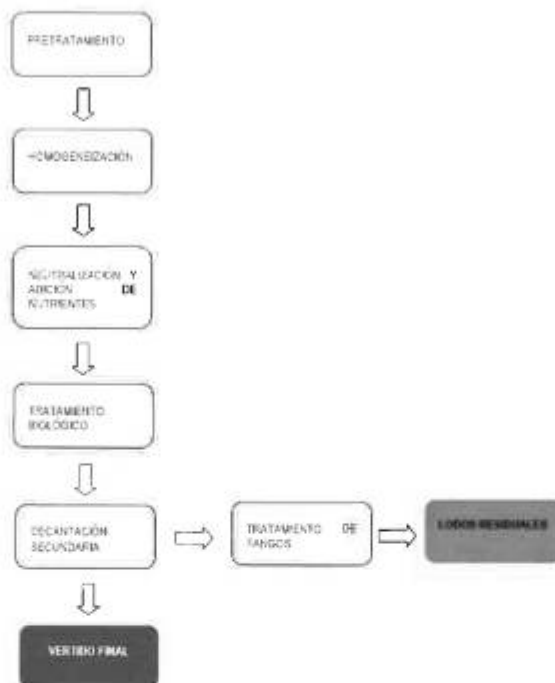 PRETRATAMIENTO
HOMOGENEIZACIÓN
NEUTRALIZACIÓN Y
ADICIÓN DE
NUTRIENTES
TRATAMIENTO
BIOLÓGICO
DECANTACIÓN
SECUNDARIA
TRATAMIENTO DE
FANGOS
LODOS RESIDUALES
VERTIDO FINAL